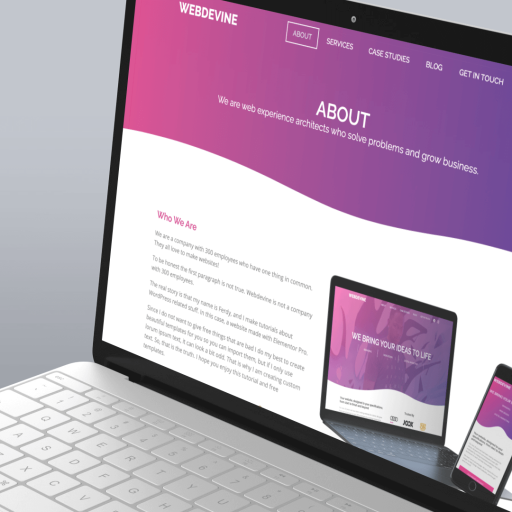 WEBDEVINE
ABOUT
SERVICES
CASE STUDIES
BLOG
GET IN TOUCH
ABOUT
We are web experience architects who solve problems and grow business.
Who We Are
We are a company with 300 employees who have one thing in common.
They all love to make websites!
To be honest the first paragraph is not true. Webdevine is not a company
with 300 employees.
The real story is that my name is Ferdy, and I make tutorials about
WordPress related stuff. In this case, a website made with Elementor Pro.
Since I do not want to give free things that are bad I do my best to create
beautiful templates for you so you can import them, but if I only use
lorum ipsum text, it can look a bit odd. That is why I am creating custom
text. So, that is the truth. I hope you enjoy this tutorial and free
templates.
WEBDEVINE
WE BRING YOUR IDEAS TO LIFE